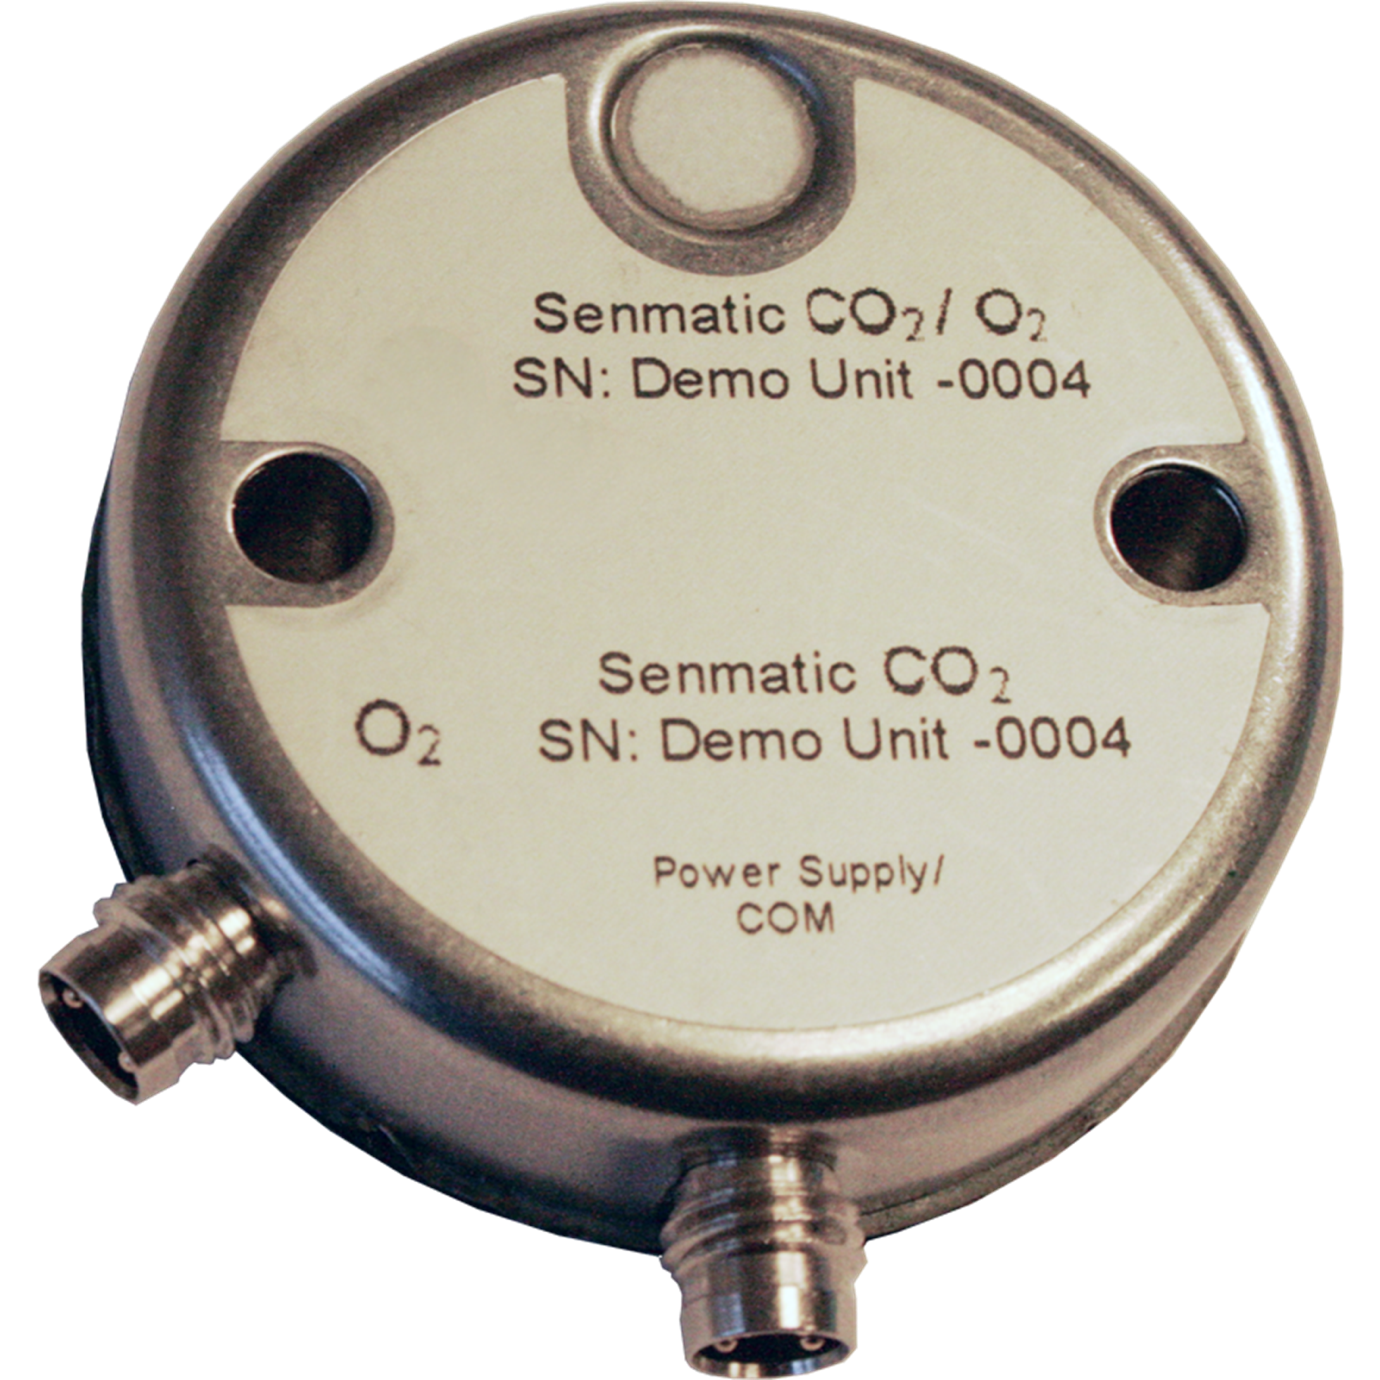 Senmatic CO₂/ O₂
SN: Demo Unit -0004
Senmatic CO₂
SN: Demo Unit -0004
O₂
Power Supply/
COM